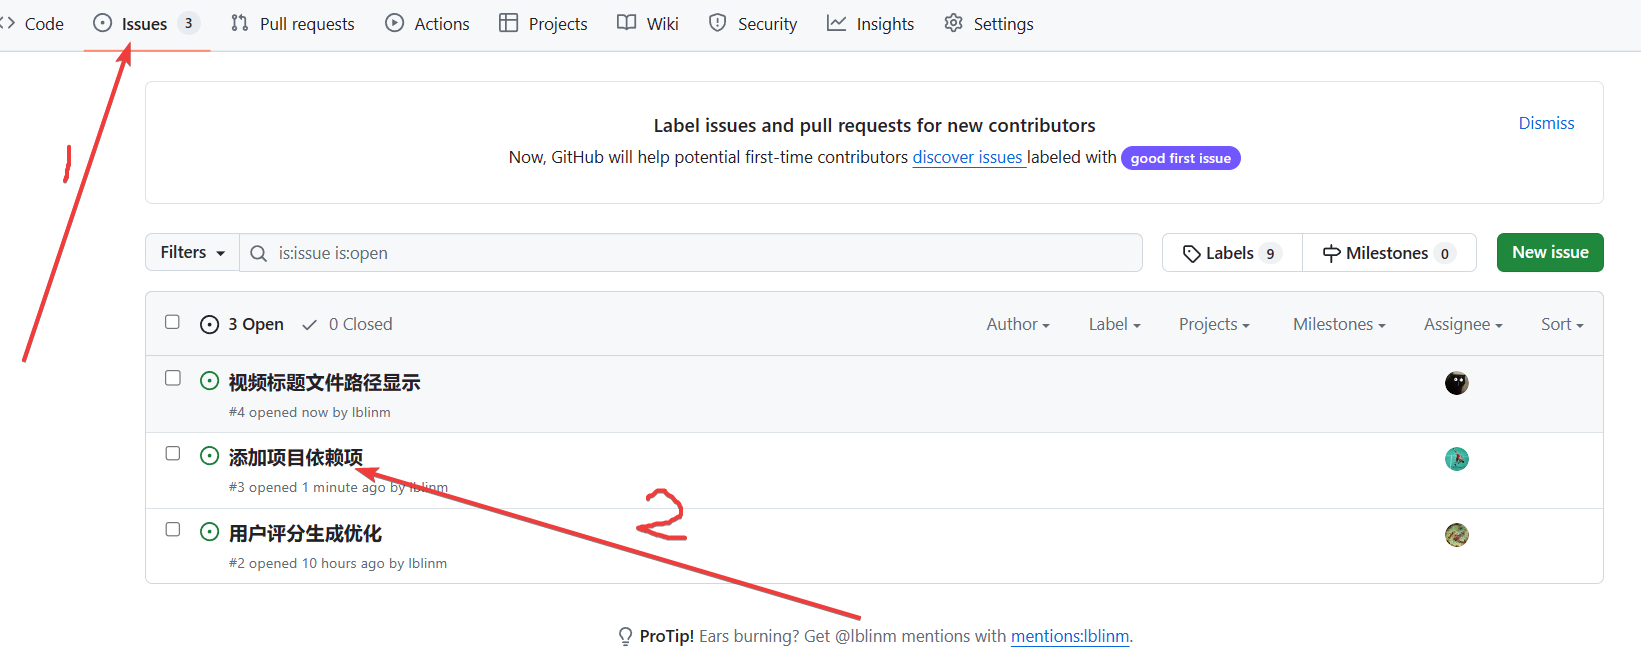 Code Issues 3 Pull requests Actions Projects Wiki Security Insights Settings
1
Label issues and pull requests for new contributors
Dismiss
Now, GitHub will help potential first-time contributors discover issues labeled with good first issue
Filters is:issue is:open Labels 9 Milestones 0 New issue
3 Open 0 Closed Author Label Projects Milestones Assignee Sort
视频标题文件路径显示
#4 opened now by lblinm
添加项目依赖项
#3 opened 1 minute ago by lblinm
2
用户评分生成优化
#2 opened 10 hours ago by lblinm
ProTip! Ears burning? Get @lblinm mentions with mentions:lblinm.